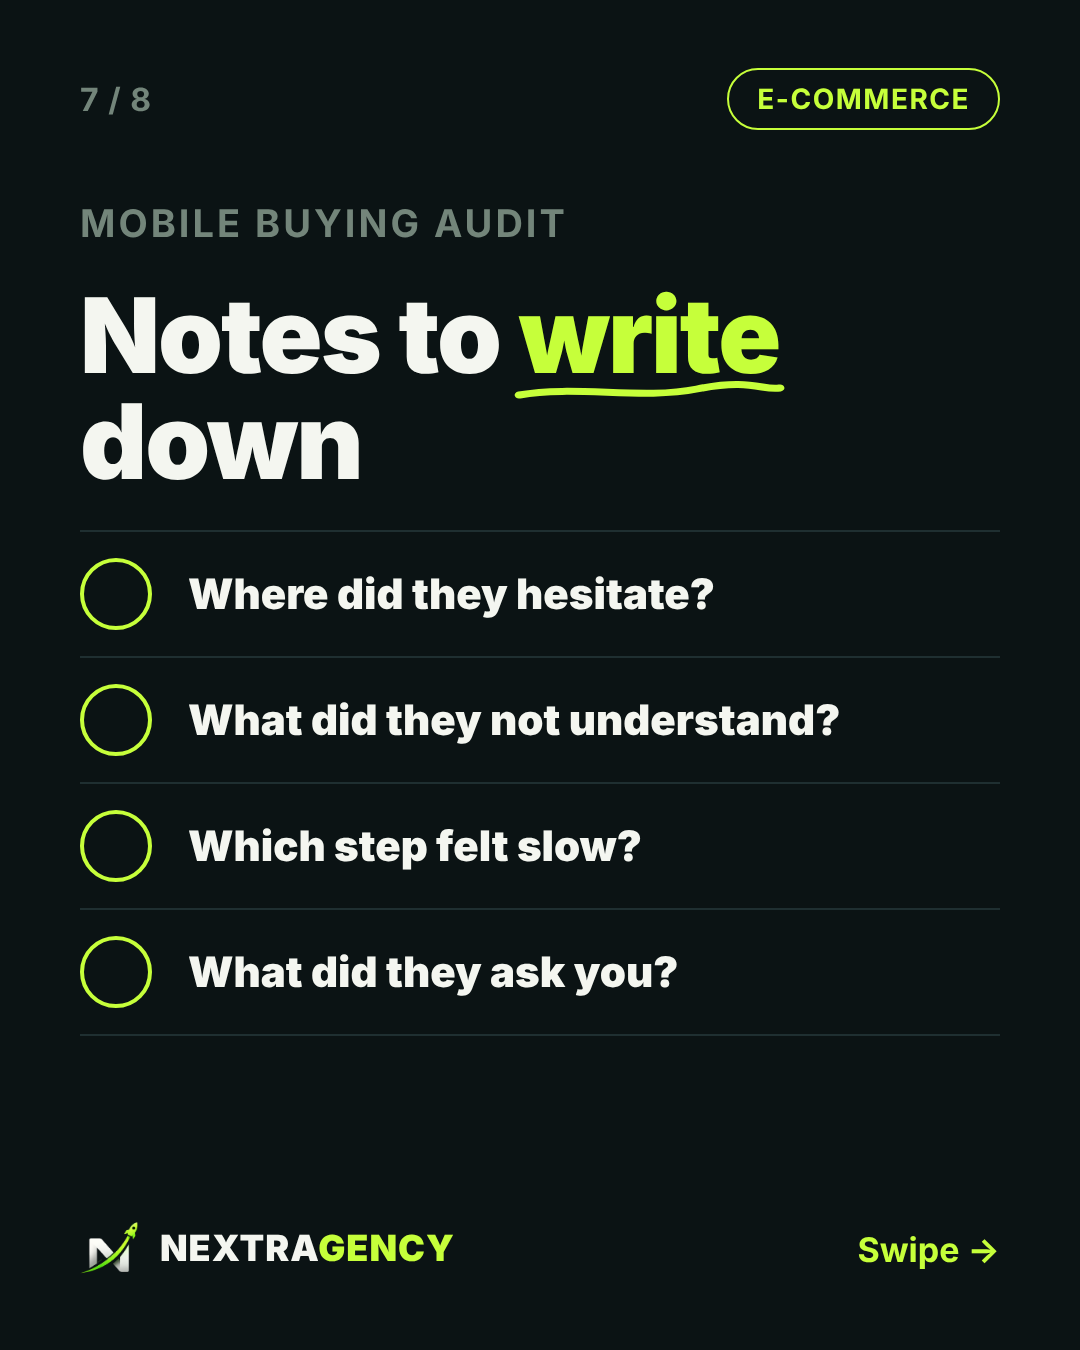 7 / 8
E-COMMERCE
MOBILE BUYING AUDIT
Notes to write
down
Where did they hesitate?
What did they not understand?
Which step felt slow?
What did they ask you?
NEXTRAGENCY
Swipe →